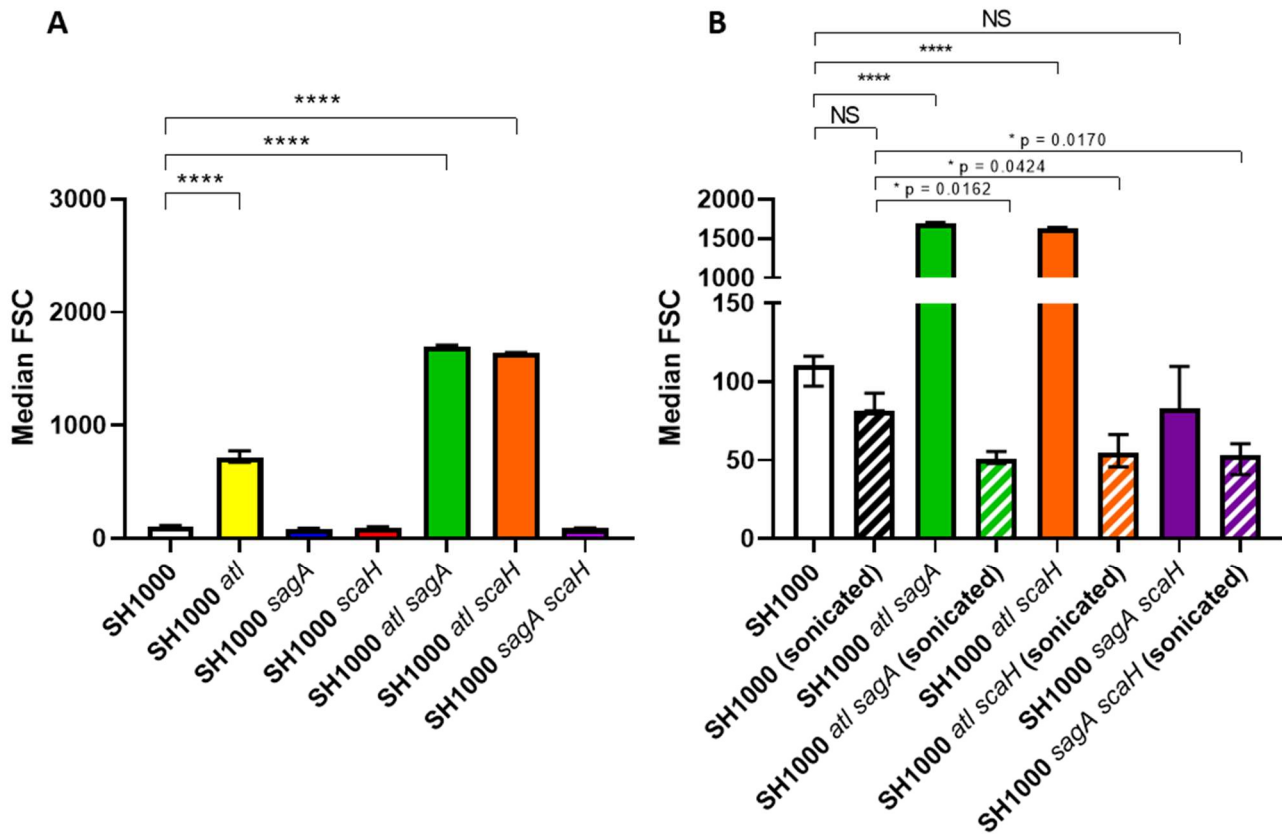 A
****
****
****
3000
2000
1000
0
Median FSC
SH1000
SH1000 atl
SH1000 sagA
SH1000 scaH
SH1000 atl sagA
SH1000 atl scaH
SH1000 sagA scaH
B
NS
****
****
NS
* p = 0.0170
* p = 0.0424
* p = 0.0162
2000
1500
1000
150
100
50
0
Median FSC
SH1000
SH1000 (sonicated)
SH1000 atl sagA
SH1000 atl sagA (sonicated)
SH1000 atl scaH
SH1000 atl scaH (sonicated)
SH1000 sagA scaH
SH1000 sagA scaH (sonicated)